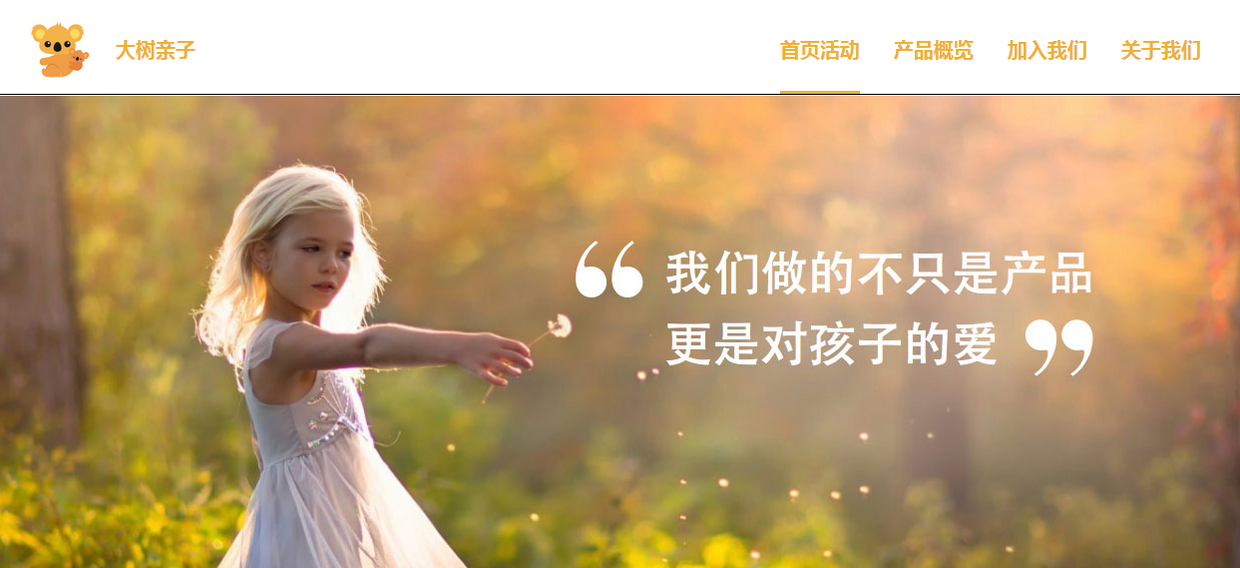 大树亲子
首页活动
产品概览
加入我们
关于我们
“我们做的不只是产品
更是对孩子的爱”